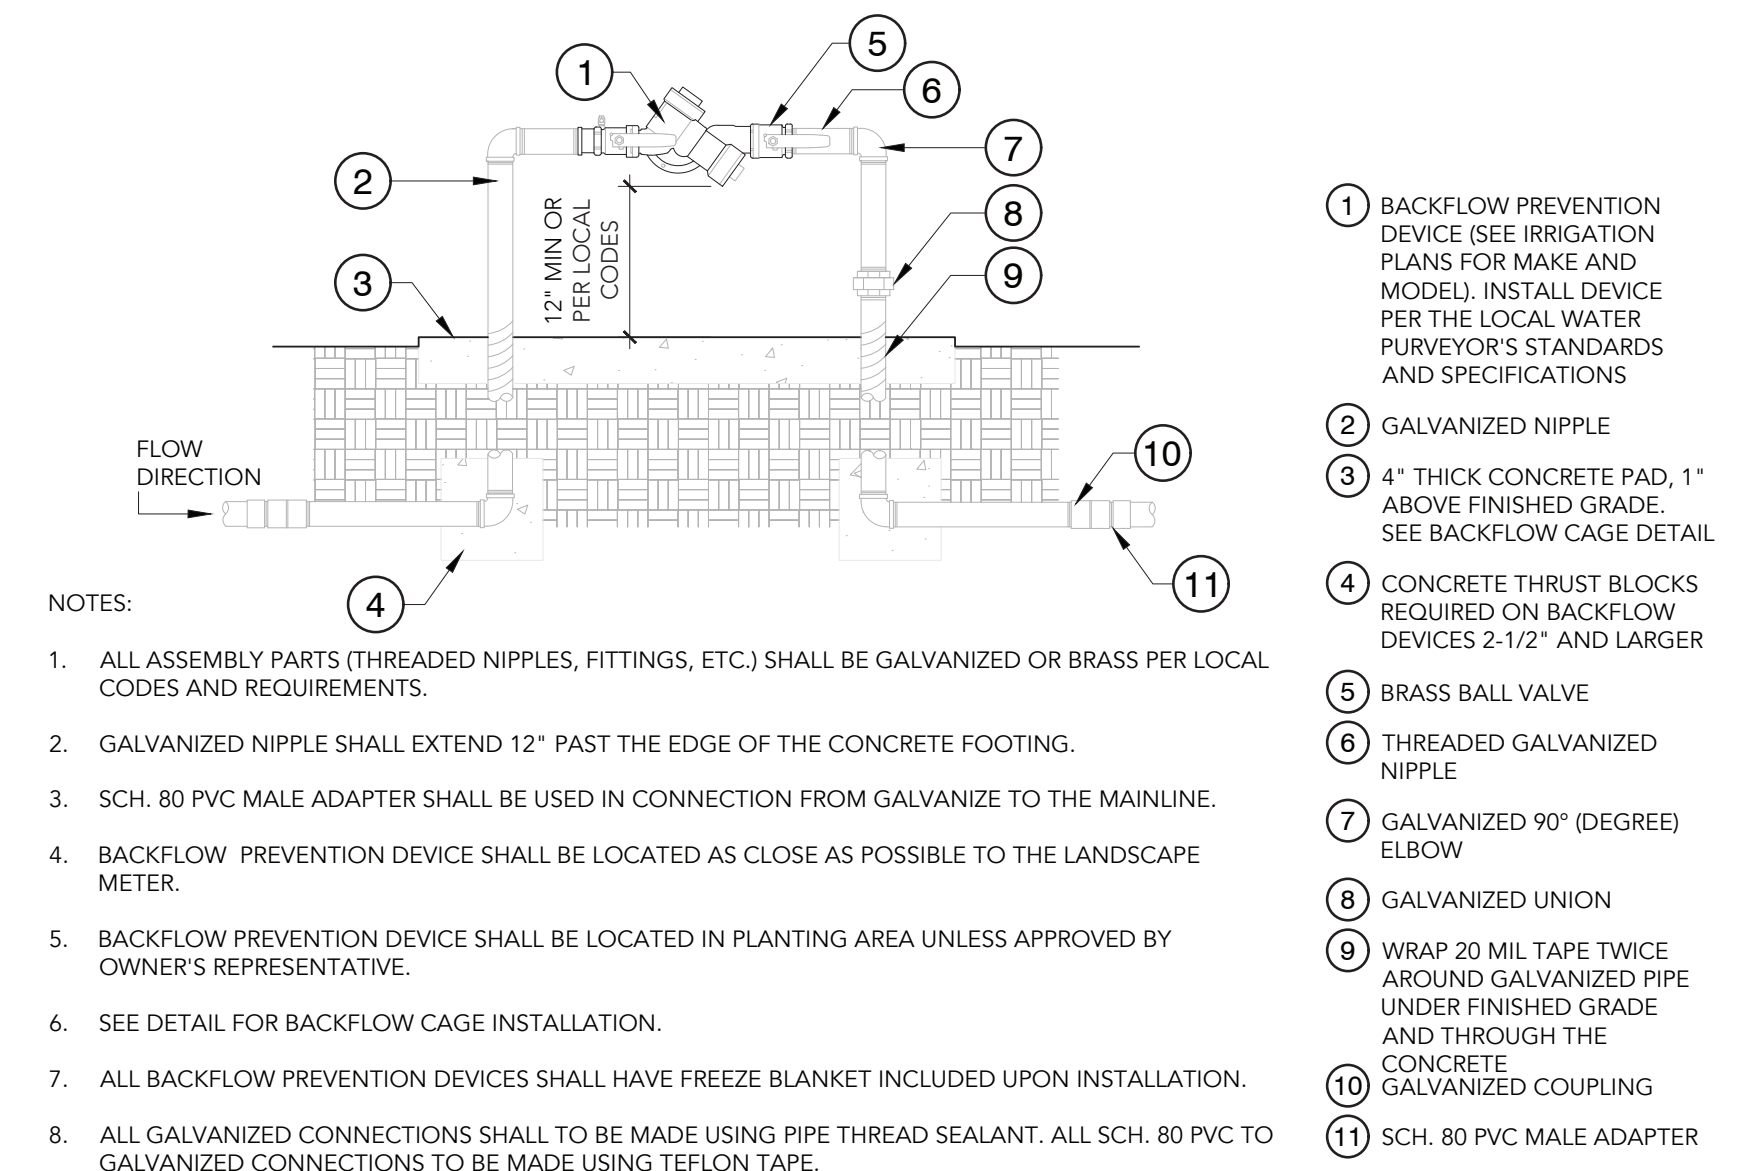 1
5
6
7
2
8
9
3
12" MIN OR
PER LOCAL
CODES
FLOW
DIRECTION
10
11
4
NOTES:
1. ALL ASSEMBLY PARTS (THREADED NIPPLES, FITTINGS, ETC.) SHALL BE GALVANIZED OR BRASS PER LOCAL
CODES AND REQUIREMENTS.
2. GALVANIZED NIPPLE SHALL EXTEND 12" PAST THE EDGE OF THE CONCRETE FOOTING.
3. SCH. 80 PVC MALE ADAPTER SHALL BE USED IN CONNECTION FROM GALVANIZE TO THE MAINLINE.
4. BACKFLOW PREVENTION DEVICE SHALL BE LOCATED AS CLOSE AS POSSIBLE TO THE LANDSCAPE
METER.
5. BACKFLOW PREVENTION DEVICE SHALL BE LOCATED IN PLANTING AREA UNLESS APPROVED BY
OWNER'S REPRESENTATIVE.
6. SEE DETAIL FOR BACKFLOW CAGE INSTALLATION.
7. ALL BACKFLOW PREVENTION DEVICES SHALL HAVE FREEZE BLANKET INCLUDED UPON INSTALLATION.
8. ALL GALVANIZED CONNECTIONS SHALL TO BE MADE USING PIPE THREAD SEALANT. ALL SCH. 80 PVC TO
GALVANIZED CONNECTIONS TO BE MADE USING TEFLON TAPE.
1 BACKFLOW PREVENTION
DEVICE (SEE IRRIGATION
PLANS FOR MAKE AND
MODEL). INSTALL DEVICE
PER THE LOCAL WATER
PURVEYOR'S STANDARDS
AND SPECIFICATIONS
2 GALVANIZED NIPPLE
3 4" THICK CONCRETE PAD, 1"
ABOVE FINISHED GRADE.
SEE BACKFLOW CAGE DETAIL
4 CONCRETE THRUST BLOCKS
REQUIRED ON BACKFLOW
DEVICES 2-1/2" AND LARGER
5 BRASS BALL VALVE
6 THREADED GALVANIZED
NIPPLE
7 GALVANIZED 90° (DEGREE)
ELBOW
8 GALVANIZED UNION
9 WRAP 20 MIL TAPE TWICE
AROUND GALVANIZED PIPE
UNDER FINISHED GRADE
AND THROUGH THE
CONCRETE
10 GALVANIZED COUPLING
11 SCH. 80 PVC MALE ADAPTER